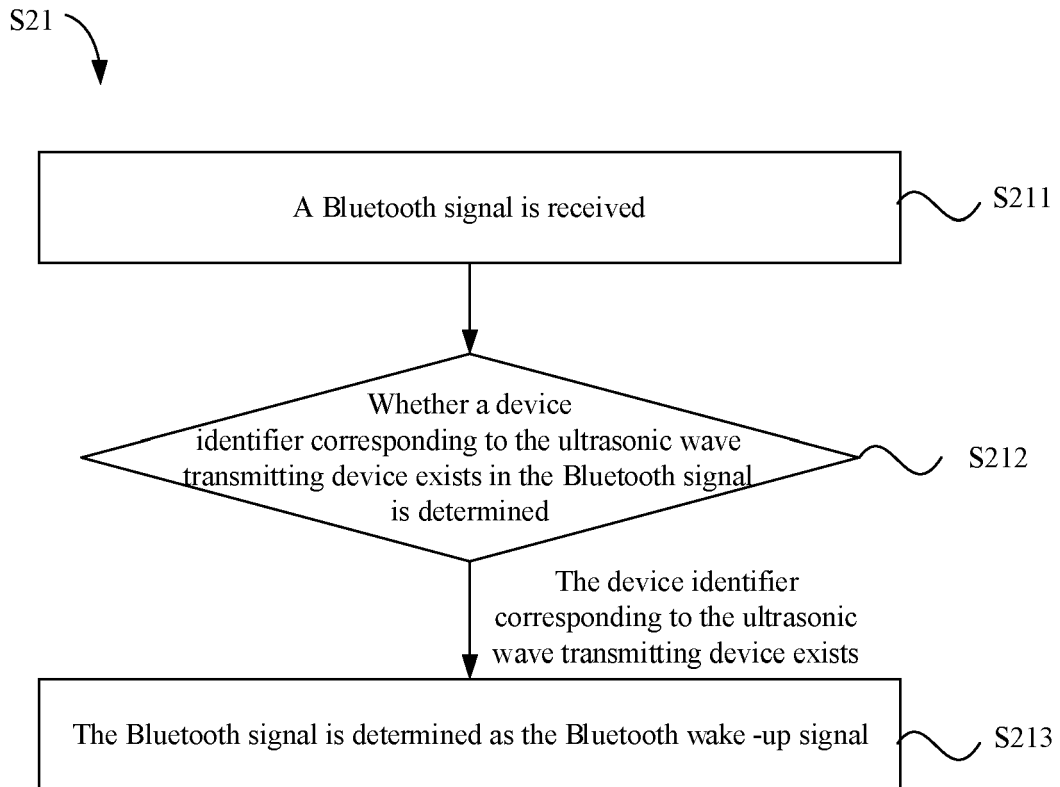 S21
A Bluetooth signal is received
S211
Whether a device
identifier corresponding to the ultrasonic wave
transmitting device exists in the Bluetooth signal
is determined
S212
The device identifier
corresponding to the ultrasonic
wave transmitting device exists
The Bluetooth signal is determined as the Bluetooth wake -up signal
S213